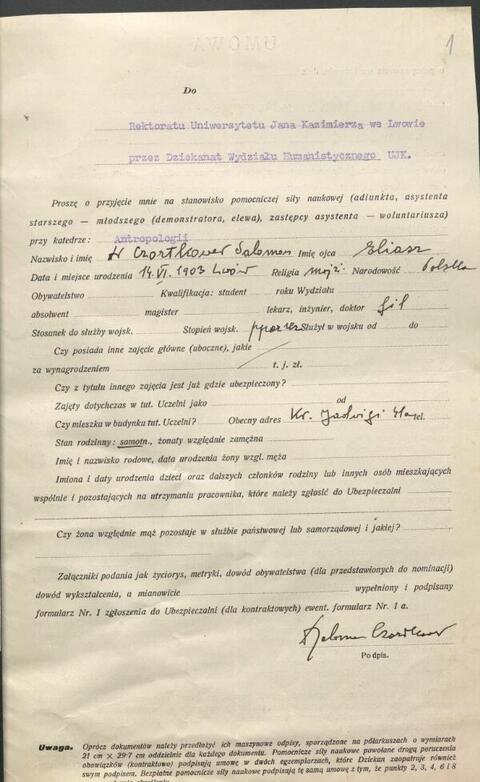 1
Do
Rektoratu Uniwersytetu Jana Kazimierza we Lwowie
przez Dziekanat Wydziału Humanistycznego UJK.
Proszę o przyjęcie mnie na stanowisko pomocniczej siły naukowej (adiunkta, asystenta
starszego — młodszego (demonstratora, elewa), zastępcy asystenta — woluntariusza)
przy katedrze: Antropologii
Nazwisko i imię Dr Czortkower Salomon Imię ojca Eliasz
Data i miejsce urodzenia 14. VI. 1903 Lwów Religia mojż. Narodowość Polska
Obywatelstwo Kwalifikacja: student roku Wydziału
absolwent magister lekarz, inżynier, doktor fil
Stosunek do służby wojsk. Stopień wojsk. Służył w wojsku od do
Czy posiada inne zajęcie główne (uboczne), jakie
za wynagrodzeniem t. j. zł.
Czy z tytułu innego zajęcia jest już gdzie ubezpieczony?
Zajęty dotychczas w tut. Uczelni jako od
Czy mieszka w budynku tut. Uczelni? Obecny adres Kr. Jadwigi tel.
Stan rodzinny: samotn., żonaty względnie zamężna
Imię i nazwisko rodowe, data urodzenia żony wzgl. męża
Imiona i daty urodzenia dzieci oraz dalszych członków rodziny lub innych osób mieszkających
wspólnie i pozostających na utrzymaniu pracownika, które należy zgłosić do Ubezpieczalni
Czy żona względnie mąż pozostaje w służbie państwowej lub samorządowej i jakiej?
Załączniki podania jak życiorys, metryki, dowód obywatelstwa (dla przedstawionych do nominacji)
dowód wykształcenia, a mianowicie wypełniony i podpisany
formularz Nr. 1 zgłoszenia do Ubezpieczalni (dla kontraktowych) ewent. formularz Nr. 1 a.
Salomon Czortkower
Podpis.
Uwaga. Oprócz dokumentów należy przedłożyć ich maszynowe odpisy, sporządzone na półarkuszach o wymiarach
21 cm × 29·7 cm oddzielnie dla każdego dokumentu. Pomocnicze siły naukowe powołane drogą poruczenia
obowiązków (kontraktowo) podpisują umowę w dwóch egzemplarzach, które Dziekan zaopatruje również
swym podpisem. Bezpłatne pomocnicze siły naukowe podpisują tę samą umowę z tym, że punkty 2, 3, 4, 6 i 8